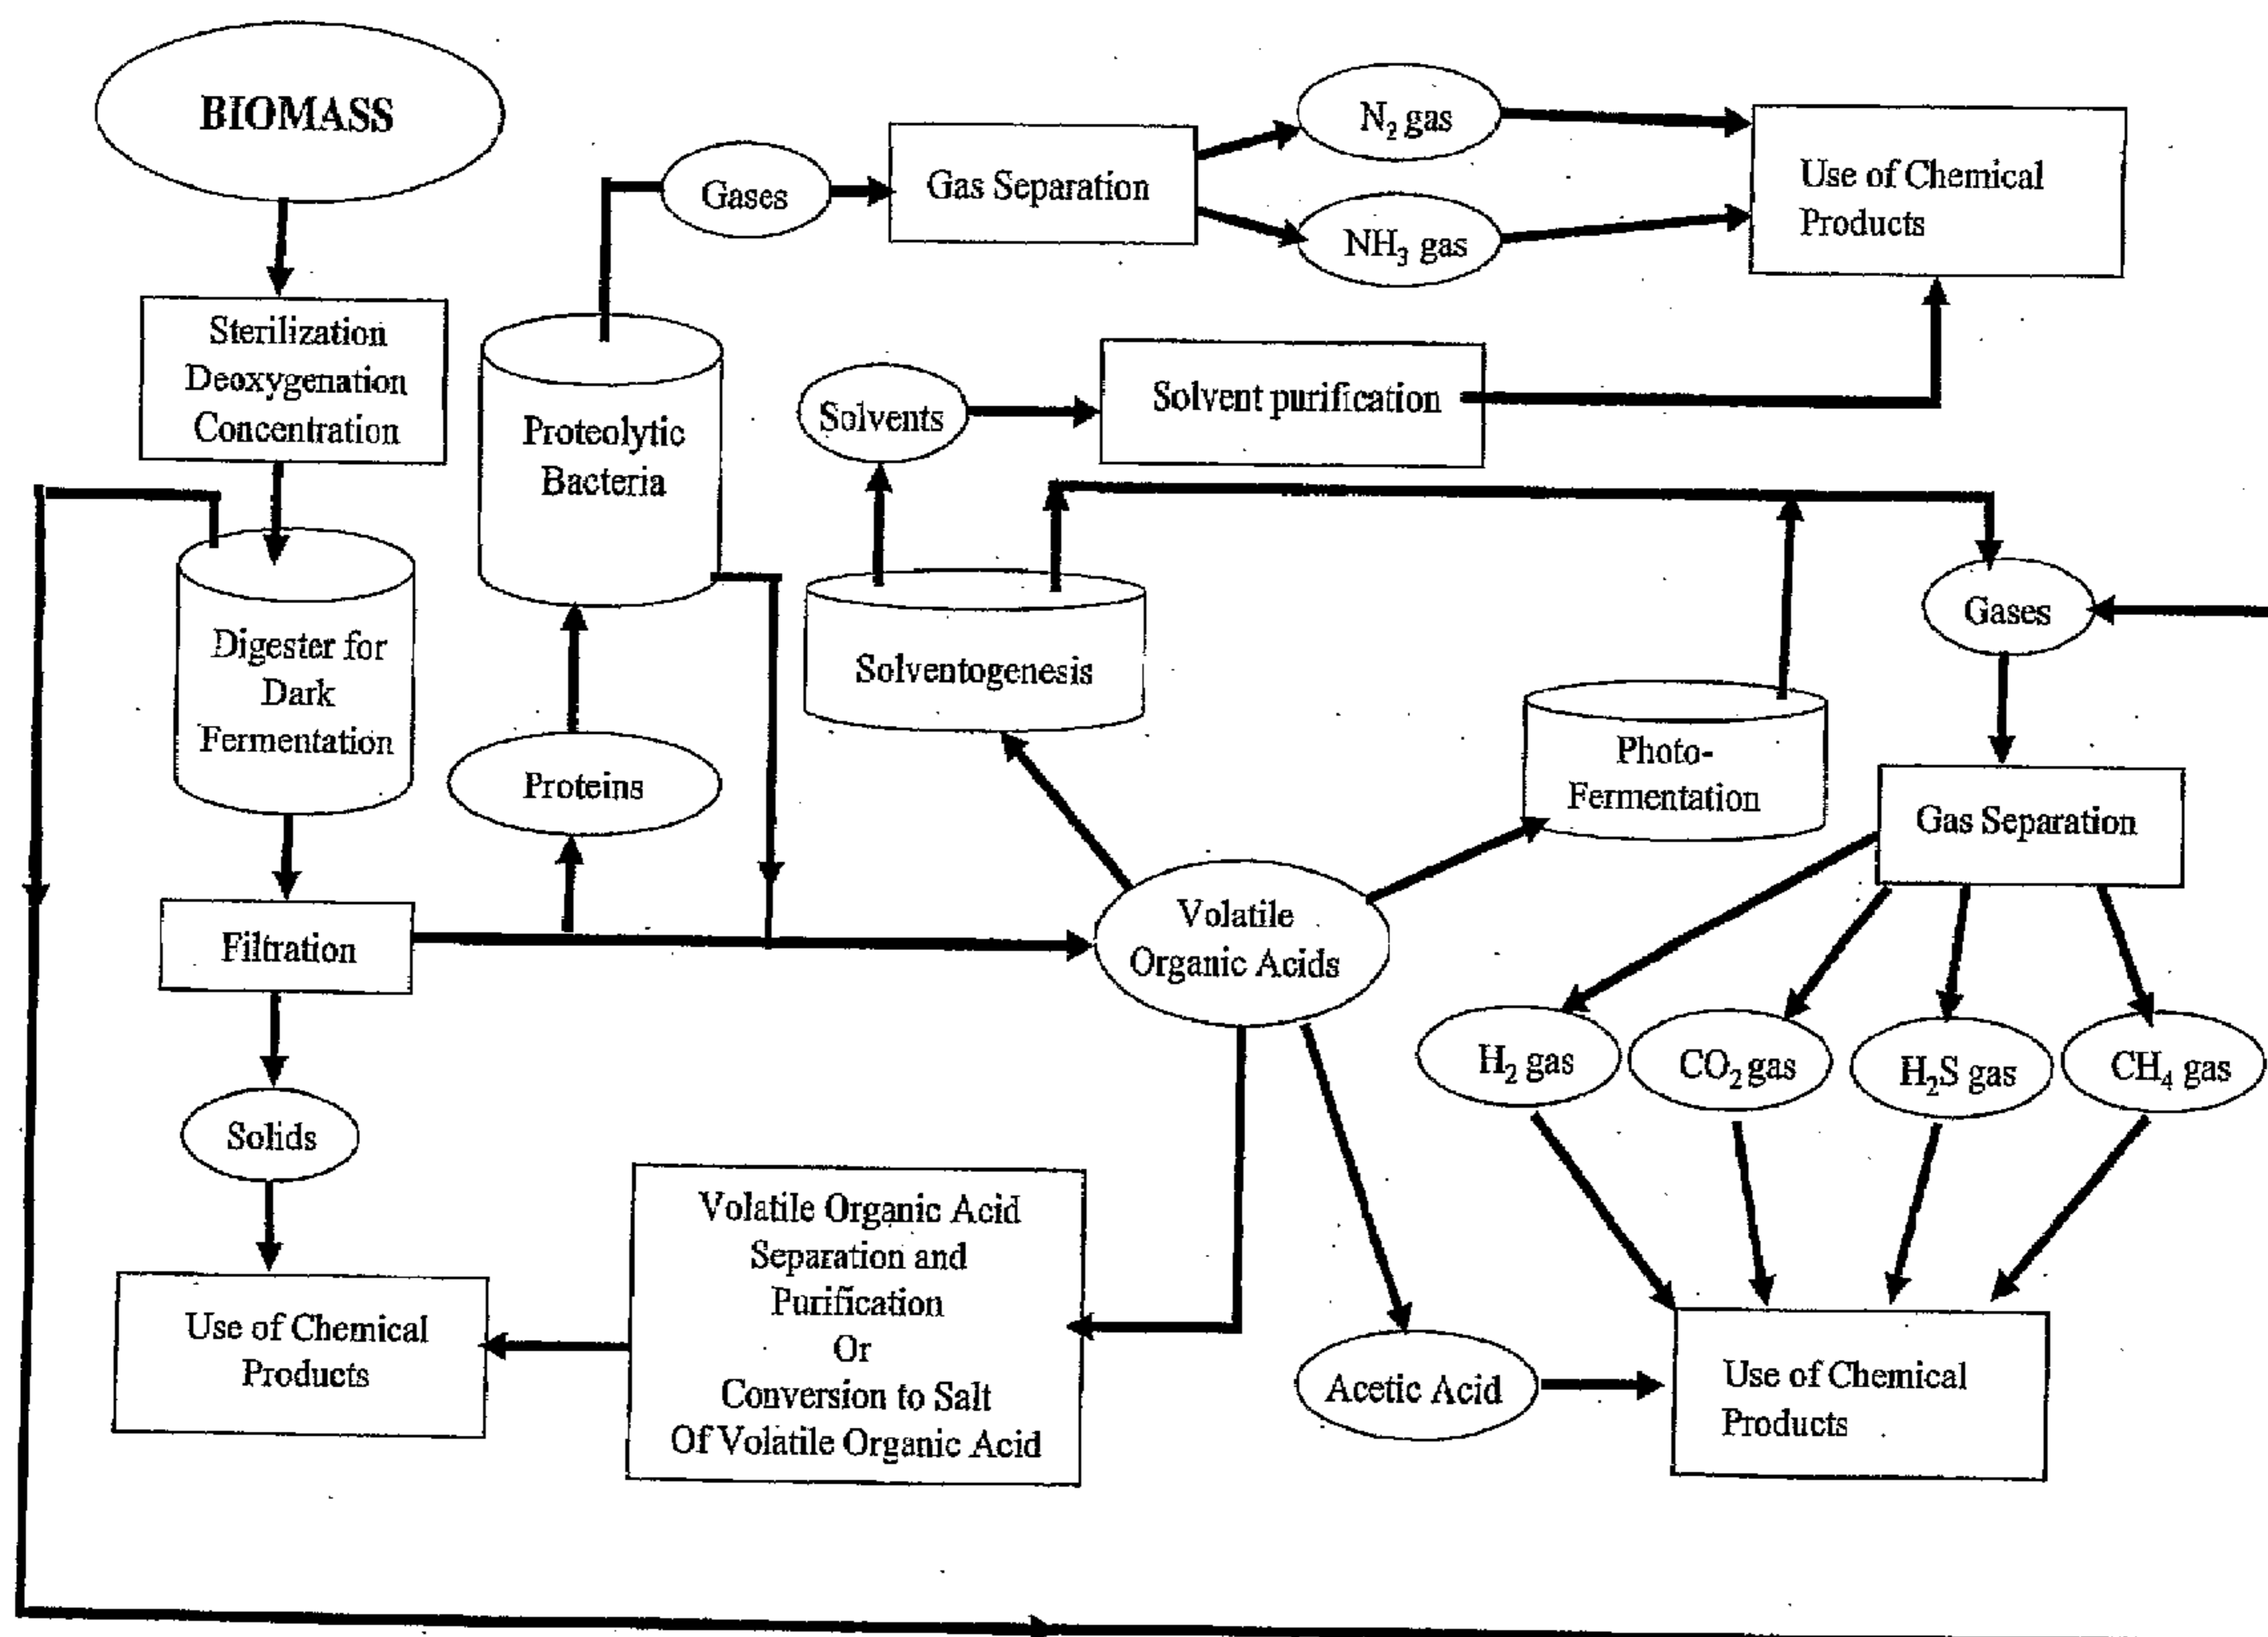 BIOMASS
Sterilization
Deoxygenation
Concentration
Digester for
Dark
Fermentation
Filtration
Solids
Use of Chemical
Products
Proteins
Proteolytic
Bacteria
Gases
Gas Separation
N₂ gas
NH₃ gas
Use of Chemical
Products
Solvents
Solvent purification
Solventogenesis
Volatile
Organic Acids
Photo-
Fermentation
Gases
Gas Separation
H₂ gas
CO₂ gas
H₂S gas
CH₄ gas
Volatile Organic Acid
Separation and
Purification
Or
Conversion to Salt
Of Volatile Organic Acid
Acetic Acid
Use of Chemical
Products